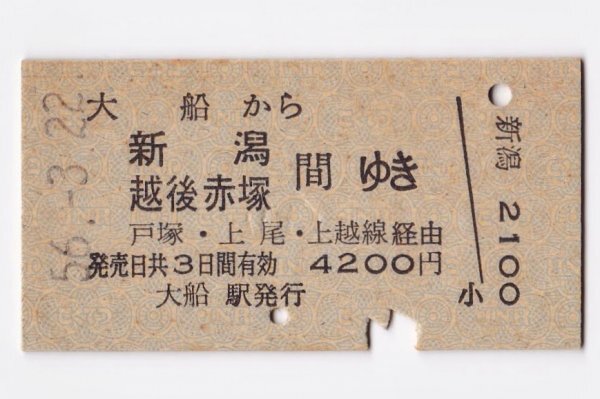 56.-3.22
大船から
新潟
越後赤塚
間ゆき
戸塚・上尾・上越線経由
発売日共3日間有効 4200円
大船駅発行
小
新潟 2100